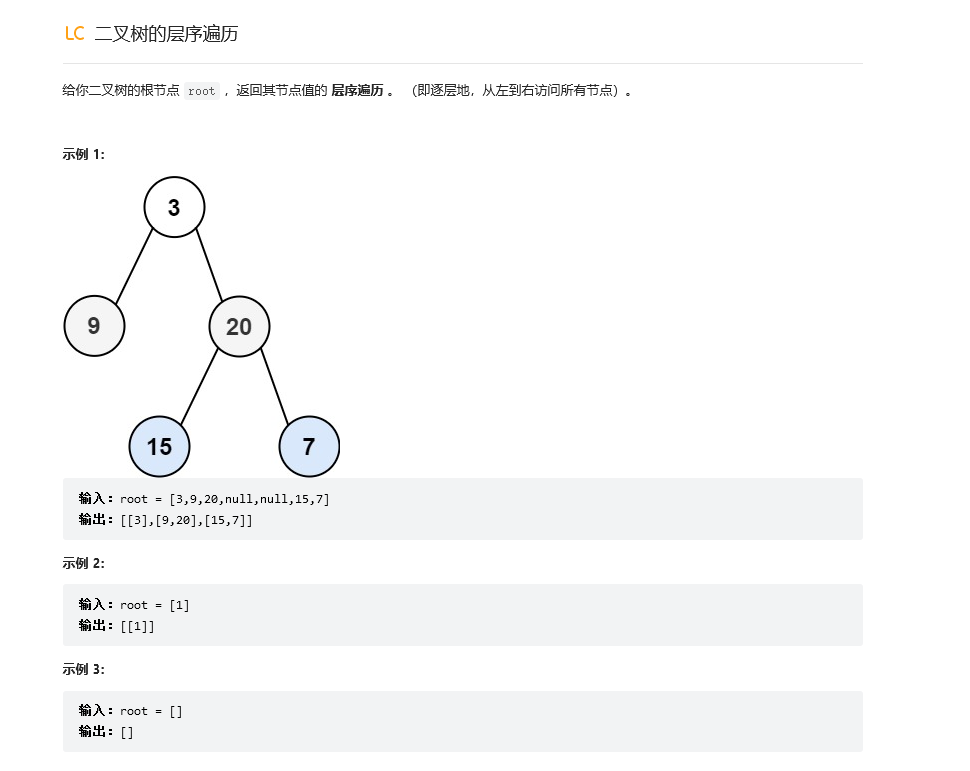 LC 二叉树的层序遍历
给你二叉树的根节点 root ，返回其节点值的 层序遍历 。 （即逐层地，从左到右访问所有节点）。
示例 1：
3
9 20
15 7
输入：root = [3,9,20,null,null,15,7]
输出：[[3],[9,20],[15,7]]
示例 2：
输入：root = [1]
输出：[[1]]
示例 3：
输入：root = []
输出：[]